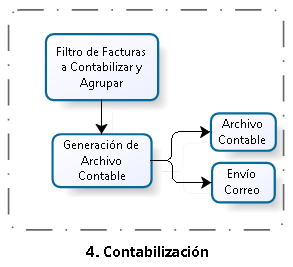 Filtro de Facturas
a Contabilizar y
Agrupar
Generación de
Archivo
Contable
Archivo
Contable
Envío
Correo
4. Contabilización